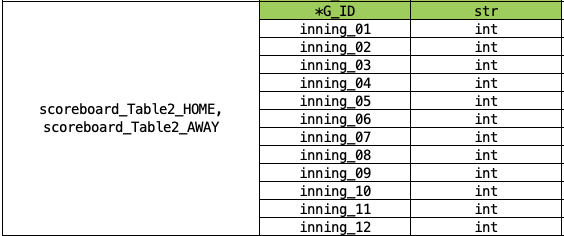 *G_ID str
inning_01 int
inning_02 int
inning_03 int
inning_04 int
inning_05 int
scoreboard_Table2_HOME,
scoreboard_Table2_AWAY
inning_06 int
inning_07 int
inning_08 int
inning_09 int
inning_10 int
inning_11 int
inning_12 int